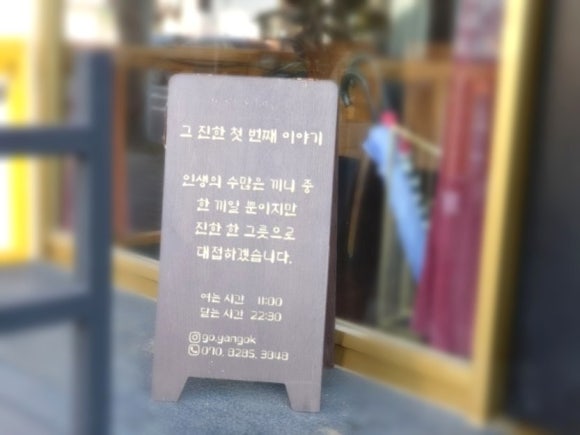 그 진한 첫 번째 이야기
인생의 수많은 끼니 중
한 끼일 뿐이지만
진한 한 그릇으로
대접하겠습니다.
여는 시간 11:00
닫는 시간 22:30
go.yangok
070. 8285. 3848